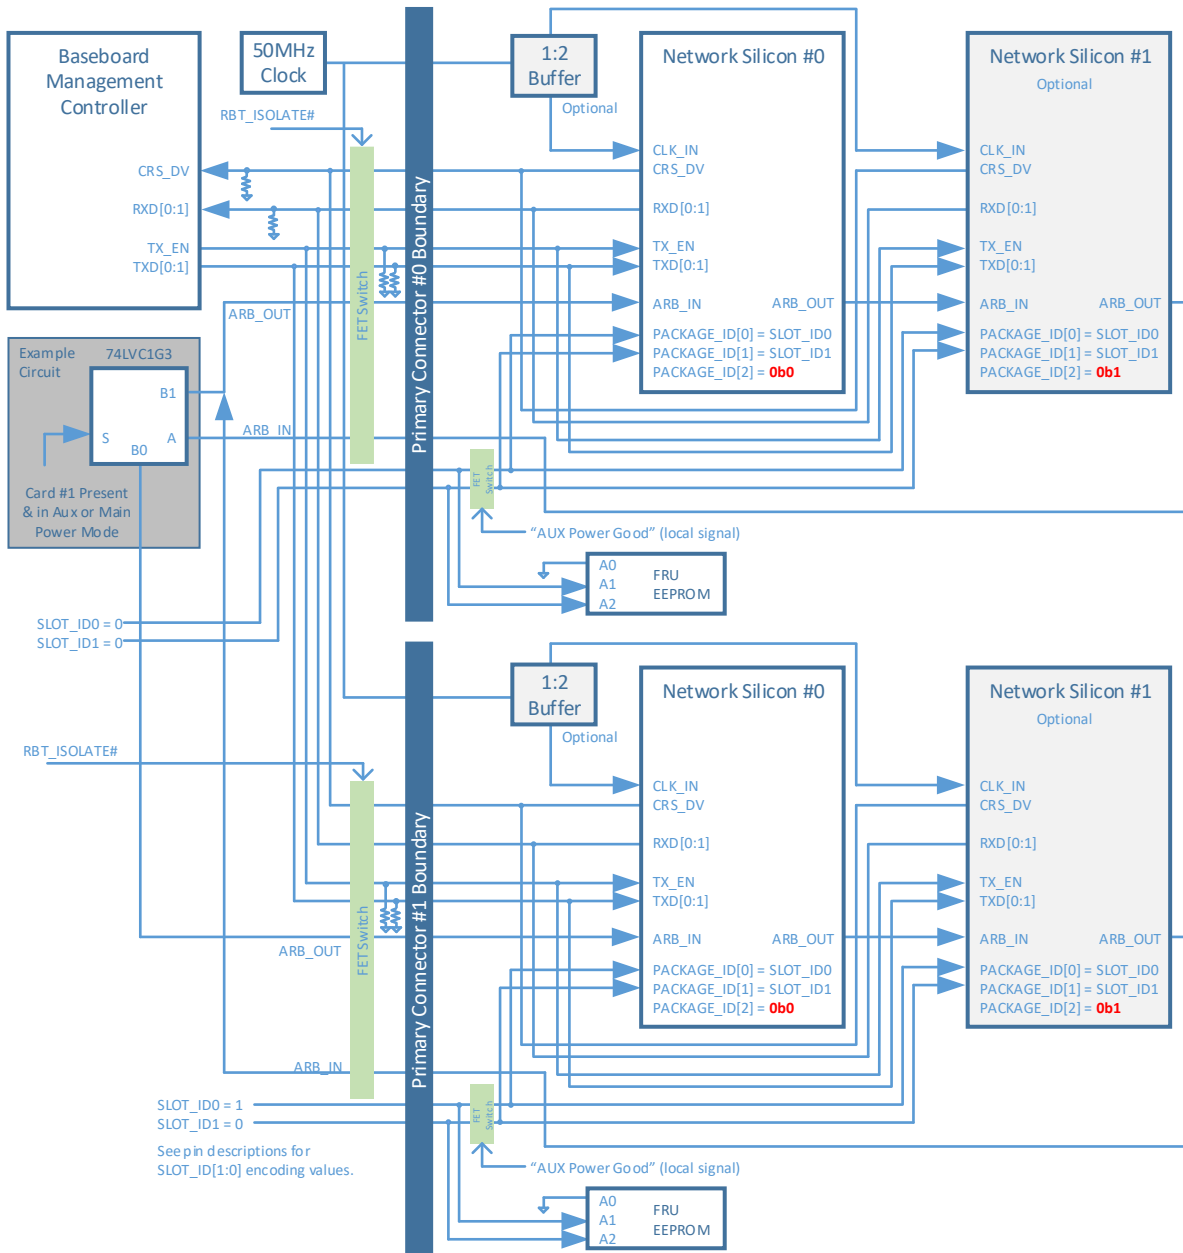 Baseboard
Management
Controller
CRS_DV
RXD[0:1]
TX_EN
TXD[0:1]
50MHz
Clock
RBT_ISOLATE#
FET Switch
Primary Connector #0 Boundary
1:2
Buffer
Optional
Network Silicon #0
CLK_IN
CRS_DV
RXD[0:1]
TX_EN
TXD[0:1]
ARB_IN
ARB_OUT
PACKAGE_ID[0] = SLOT_ID0
PACKAGE_ID[1] = SLOT_ID1
PACKAGE_ID[2] = 0b0
Network Silicon #1
Optional
CLK_IN
CRS_DV
RXD[0:1]
TX_EN
TXD[0:1]
ARB_IN
ARB_OUT
PACKAGE_ID[0] = SLOT_ID0
PACKAGE_ID[1] = SLOT_ID1
PACKAGE_ID[2] = 0b1
ARB_OUT
Example
Circuit
74LVC1G3
B1
S
A
B0
Card #1 Present
& in Aux or Main
Power Mode
ARB_IN
FET
Switch
“AUX Power Good” (local signal)
A0
A1
A2
FRU
EEPROM
SLOT_ID0 = 0
SLOT_ID1 = 0
RBT_ISOLATE#
FET Switch
Primary Connector #1 Boundary
1:2
Buffer
Optional
Network Silicon #0
CLK_IN
CRS_DV
RXD[0:1]
TX_EN
TXD[0:1]
ARB_IN
ARB_OUT
PACKAGE_ID[0] = SLOT_ID0
PACKAGE_ID[1] = SLOT_ID1
PACKAGE_ID[2] = 0b0
Network Silicon #1
Optional
CLK_IN
CRS_DV
RXD[0:1]
TX_EN
TXD[0:1]
ARB_IN
ARB_OUT
PACKAGE_ID[0] = SLOT_ID0
PACKAGE_ID[1] = SLOT_ID1
PACKAGE_ID[2] = 0b1
ARB_OUT
ARB_IN
SLOT_ID0 = 1
SLOT_ID1 = 0
See pin descriptions for
SLOT_ID[1:0] encoding values.
FET
Switch
“AUX Power Good” (local signal)
A0
A1
A2
FRU
EEPROM